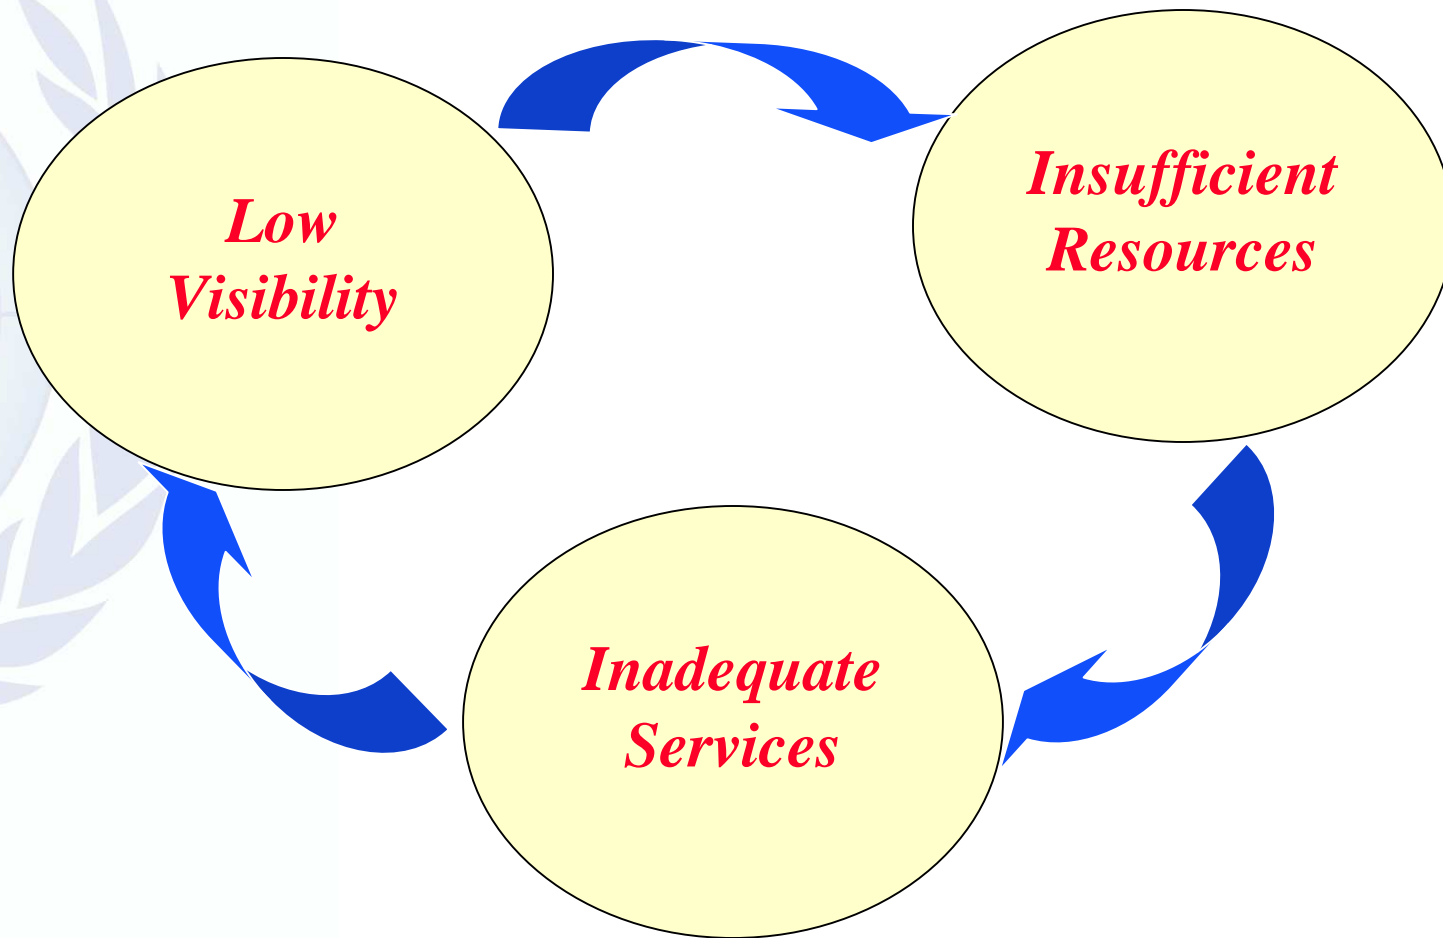 Low
Visibility
Insufficient
Resources
Inadequate
Services